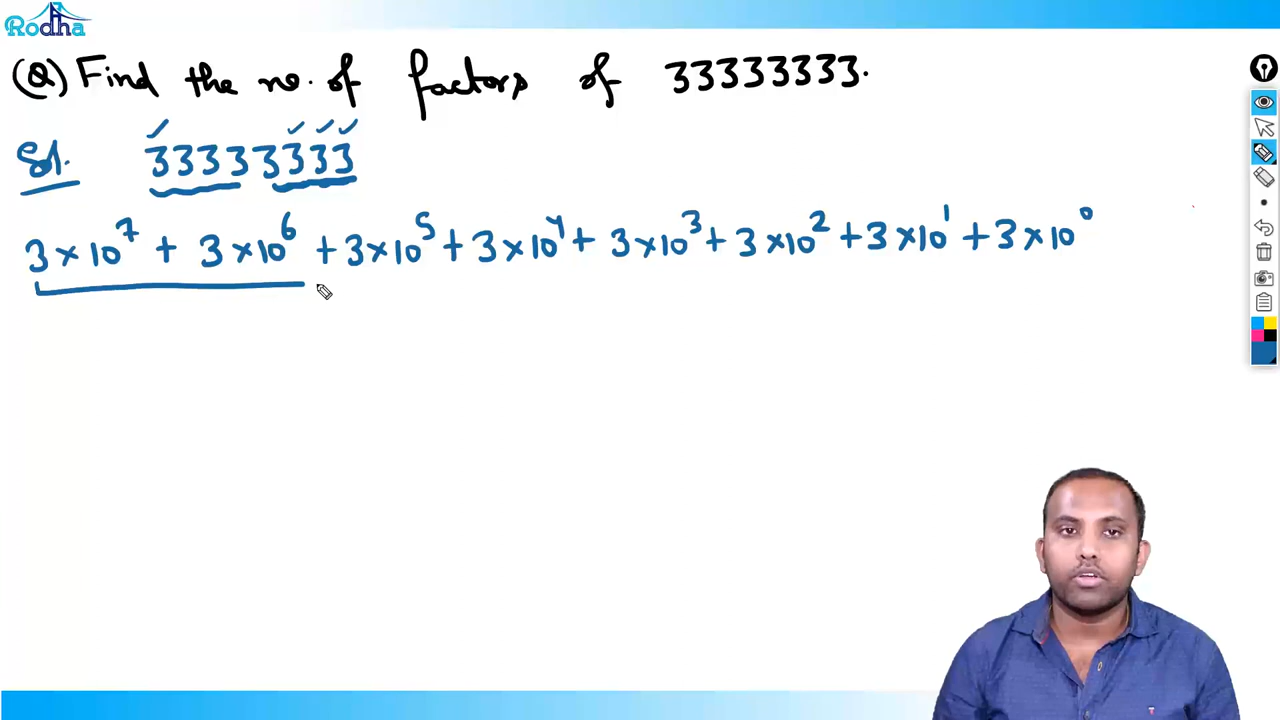 Rodha
(Q) Find the no. of factors of 33333333.
Sol. 33333333
3 × 10⁷ + 3 × 10⁶ + 3 × 10⁵ + 3 × 10⁴ + 3 × 10³ + 3 × 10² + 3 × 10¹ + 3 × 10⁰